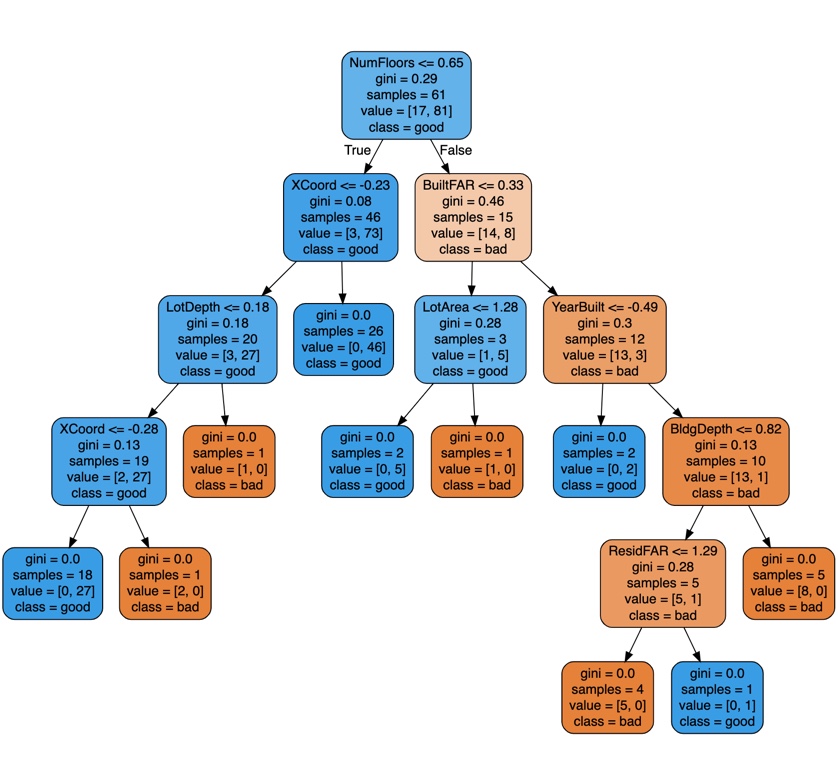 NumFloors <= 0.65
gini = 0.29
samples = 61
value = [17, 81]
class = good
True
False
XCoord <= -0.23
gini = 0.08
samples = 46
value = [3, 73]
class = good
BuiltFAR <= 0.33
gini = 0.46
samples = 15
value = [14, 8]
class = bad
LotDepth <= 0.18
gini = 0.18
samples = 20
value = [3, 27]
class = good
gini = 0.0
samples = 26
value = [0, 46]
class = good
LotArea <= 1.28
gini = 0.28
samples = 3
value = [1, 5]
class = good
YearBuilt <= -0.49
gini = 0.3
samples = 12
value = [13, 3]
class = bad
XCoord <= -0.28
gini = 0.13
samples = 19
value = [2, 27]
class = good
gini = 0.0
samples = 1
value = [1, 0]
class = bad
gini = 0.0
samples = 2
value = [0, 5]
class = good
gini = 0.0
samples = 1
value = [1, 0]
class = bad
gini = 0.0
samples = 2
value = [0, 2]
class = good
BldgDepth <= 0.82
gini = 0.13
samples = 10
value = [13, 1]
class = bad
gini = 0.0
samples = 18
value = [0, 27]
class = good
gini = 0.0
samples = 1
value = [2, 0]
class = bad
ResidFAR <= 1.29
gini = 0.28
samples = 5
value = [5, 1]
class = bad
gini = 0.0
samples = 5
value = [8, 0]
class = bad
gini = 0.0
samples = 4
value = [5, 0]
class = bad
gini = 0.0
samples = 1
value = [0, 1]
class = good